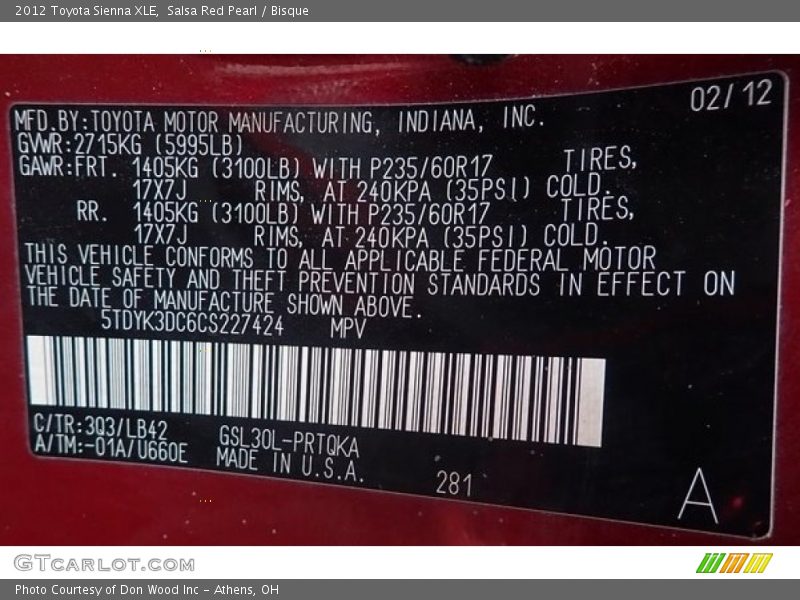 2012 Toyota Sienna XLE,  Salsa Red Pearl / Bisque
02/12
MFD.BY:TOYOTA MOTOR MANUFACTURING, INDIANA, INC.
GVWR:2715KG (5995LB)
GAWR:FRT. 1405KG (3100LB) WITH P235/60R17 TIRES,
17X7J RIMS, AT 240KPA (35PSI) COLD.
RR. 1405KG (3100LB) WITH P235/60R17 TIRES,
17X7J RIMS, AT 240KPA (35PSI) COLD.
THIS VEHICLE CONFORMS TO ALL APPLICABLE FEDERAL MOTOR
VEHICLE SAFETY AND THEFT PREVENTION STANDARDS IN EFFECT ON
THE DATE OF MANUFACTURE SHOWN ABOVE.
5TDYK3DC6CS227424 MPV
C/TR:3Q3/LB42 GSL30L-PRTQKA
A/TM:-01A/U660E MADE IN U.S.A.
281
A
GTCARLOT.COM
Photo Courtesy of Don Wood Inc - Athens, OH